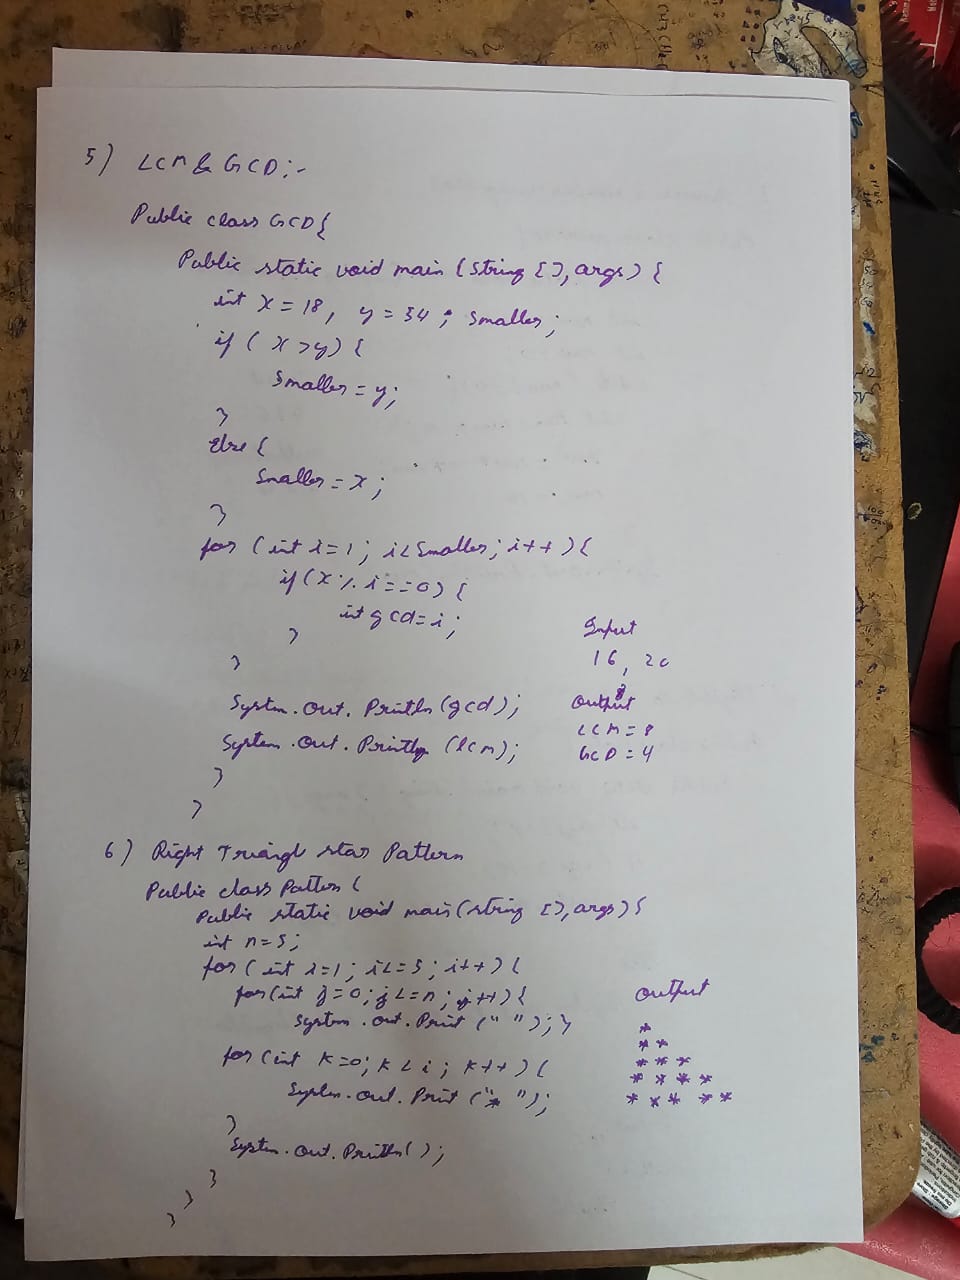 5) LCM & GCD :-
Public class GCD{
Public static void main (String [], args) {
int x = 18, y = 54 ; Smaller ;
if ( x > y) {
Smaller = y;
}
Else {
Smaller = x ;
}
for (int i=1 ; i<Smaller; i++ ) {
if (x % i == 0) {
int gcd = i ;
}
}
System.out.Println (gcd) ;
System.out.Println (lcm) ;
}
}
Input
16, 20
Output
LCM = 8
GCD = 4
6) Right Triangl star Pattern
Public class Pattern {
Public static void main (string [], args) {
int n=5 ;
for ( int i=1 ; i<=5 ; i++ ) {
for (int j=0 ; j<=n ; j++) {
System.out.Print (" "); }
for (int k=0; k<i ; k++ ) {
System.out.Print ("* ");
}
System.out.Println( ) ;
}
}
}
output
*
* *
* * *
* * * *
* * * * *